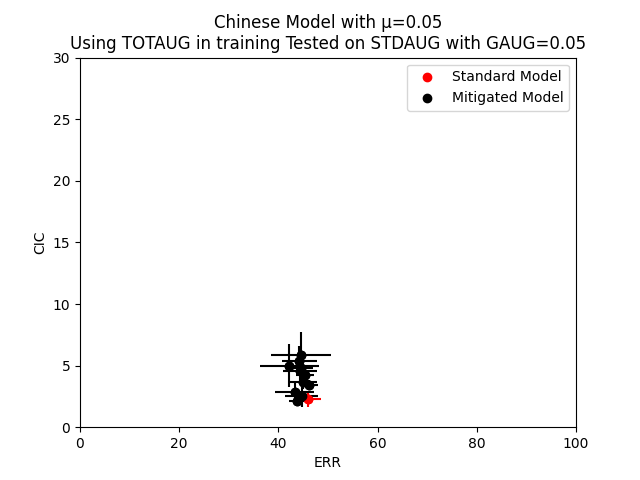 Chinese Model with μ=0.05
Using TOTAUG in training Tested on STDAUG with GAUG=0.05
Standard Model
Mitigated Model
30
25
20
15
10
5
0
CIC
0 20 40 60 80 100
ERR